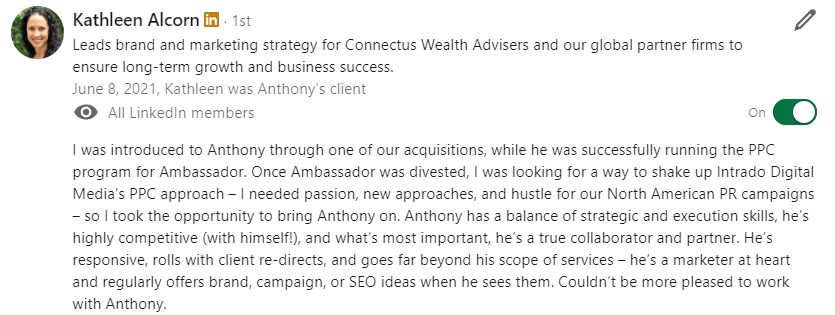 Kathleen Alcorn in · 1st
Leads brand and marketing strategy for Connectus Wealth Advisers and our global partner firms to
ensure long-term growth and business success.
June 8, 2021, Kathleen was Anthony's client
All LinkedIn members
On
I was introduced to Anthony through one of our acquisitions, while he was successfully running the PPC
program for Ambassador. Once Ambassador was divested, I was looking for a way to shake up Intrado Digital
Media's PPC approach – I needed passion, new approaches, and hustle for our North American PR campaigns
– so I took the opportunity to bring Anthony on. Anthony has a balance of strategic and execution skills, he's
highly competitive (with himself!), and what's most important, he's a true collaborator and partner. He's
responsive, rolls with client re-directs, and goes far beyond his scope of services – he's a marketer at heart
and regularly offers brand, campaign, or SEO ideas when he sees them. Couldn't be more pleased to work
with Anthony.